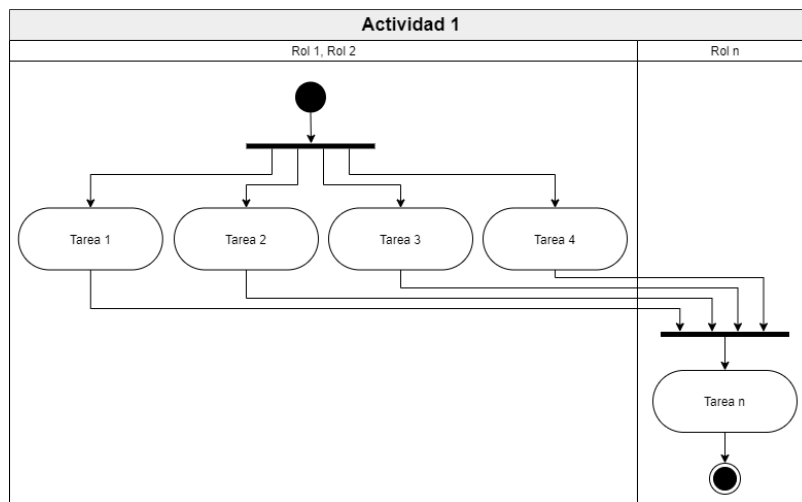 Actividad 1
Rol 1, Rol 2
Rol n
Tarea 1
Tarea 2
Tarea 3
Tarea 4
Tarea n